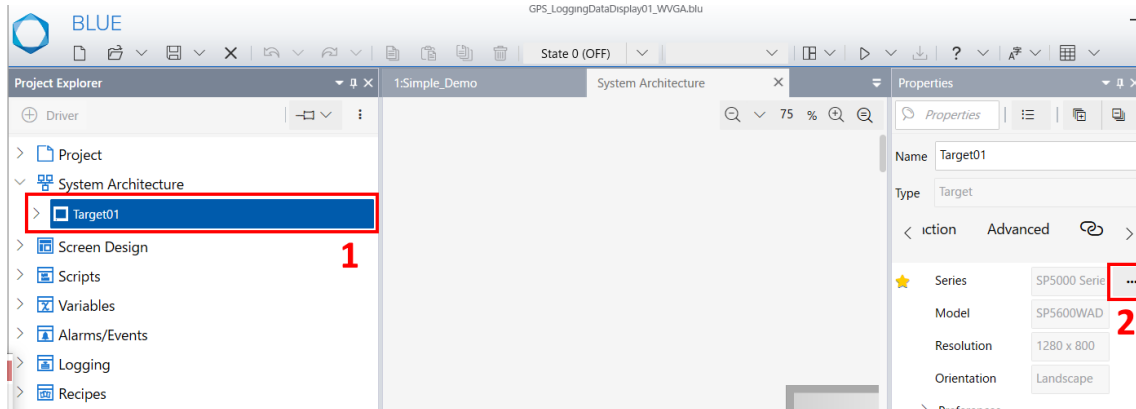 GPS_LoggingDataDisplay01_WVGA.blu
BLUE
State 0 (OFF)
?
Project Explorer
1:Simple_Demo
System Architecture
Properties
Driver
75 %
Properties
Project
Name Target01
System Architecture
Type Target
Target01
1
Advanced
Screen Design
Scripts
Series SP5000 Serie
...
Variables
Model SP5600WAD
2
Alarms/Events
Resolution 1280 x 800
Logging
Orientation Landscape
Recipes